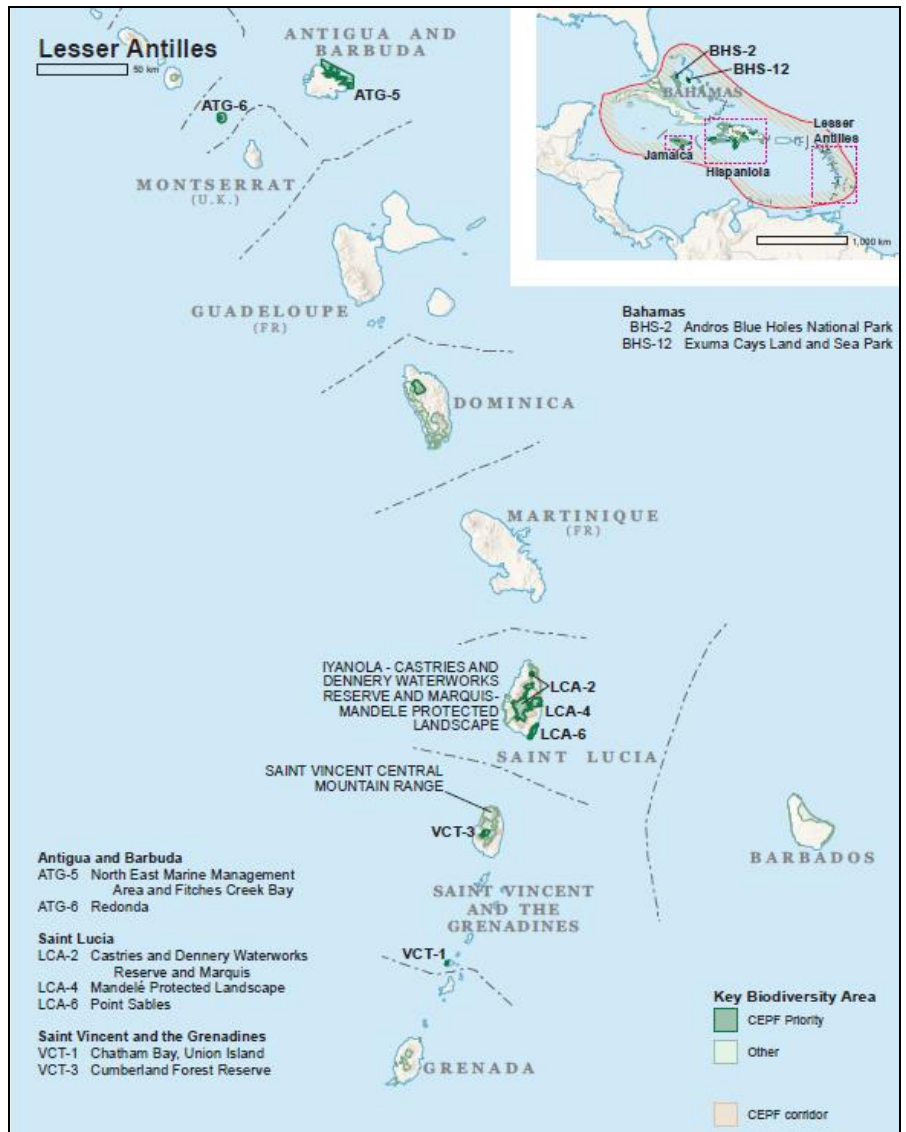 Lesser Antilles
50 km
ANTIGUA AND
BARBUDA
ATG-5
ATG-6
MONTSERRAT
(U.K.)
GUADELOUPE
(FR)
DOMINICA
MARTINIQUE
(FR)
IYANOLA - CASTRIES AND
DENNERY WATERWORKS
RESERVE AND MARQUIS-
MANDELE PROTECTED
LANDSCAPE
LCA-2
LCA-4
LCA-6
SAINT LUCIA
SAINT VINCENT CENTRAL
MOUNTAIN RANGE
VCT-3
BARBADOS
SAINT VINCENT
AND THE
GRENADINES
VCT-1
GRENADA
BHS-2
BHS-12
BAHAMAS
Lesser
Antilles
Jamaica
Hispaniola
1,000 km
Bahamas
BHS-2 Andros Blue Holes National Park
BHS-12 Exuma Cays Land and Sea Park
Antigua and Barbuda
ATG-5 North East Marine Management
Area and Fitches Creek Bay
ATG-6 Redonda
Saint Lucia
LCA-2 Castries and Dennery Waterworks
Reserve and Marquis
LCA-4 Mandelé Protected Landscape
LCA-6 Point Sables
Saint Vincent and the Grenadines
VCT-1 Chatham Bay, Union Island
VCT-3 Cumberland Forest Reserve
Key Biodiversity Area
CEPF Priority
Other
CEPF corridor